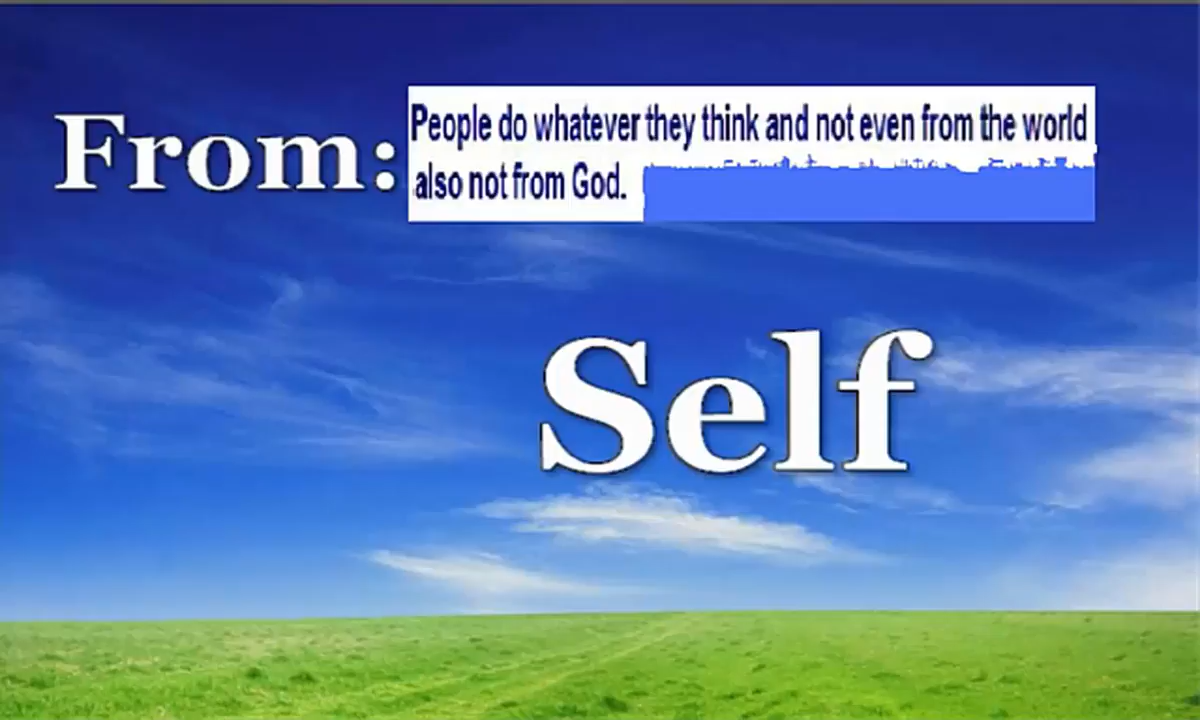 From: People do whatever they think and not even from the world
also not from God.
Self